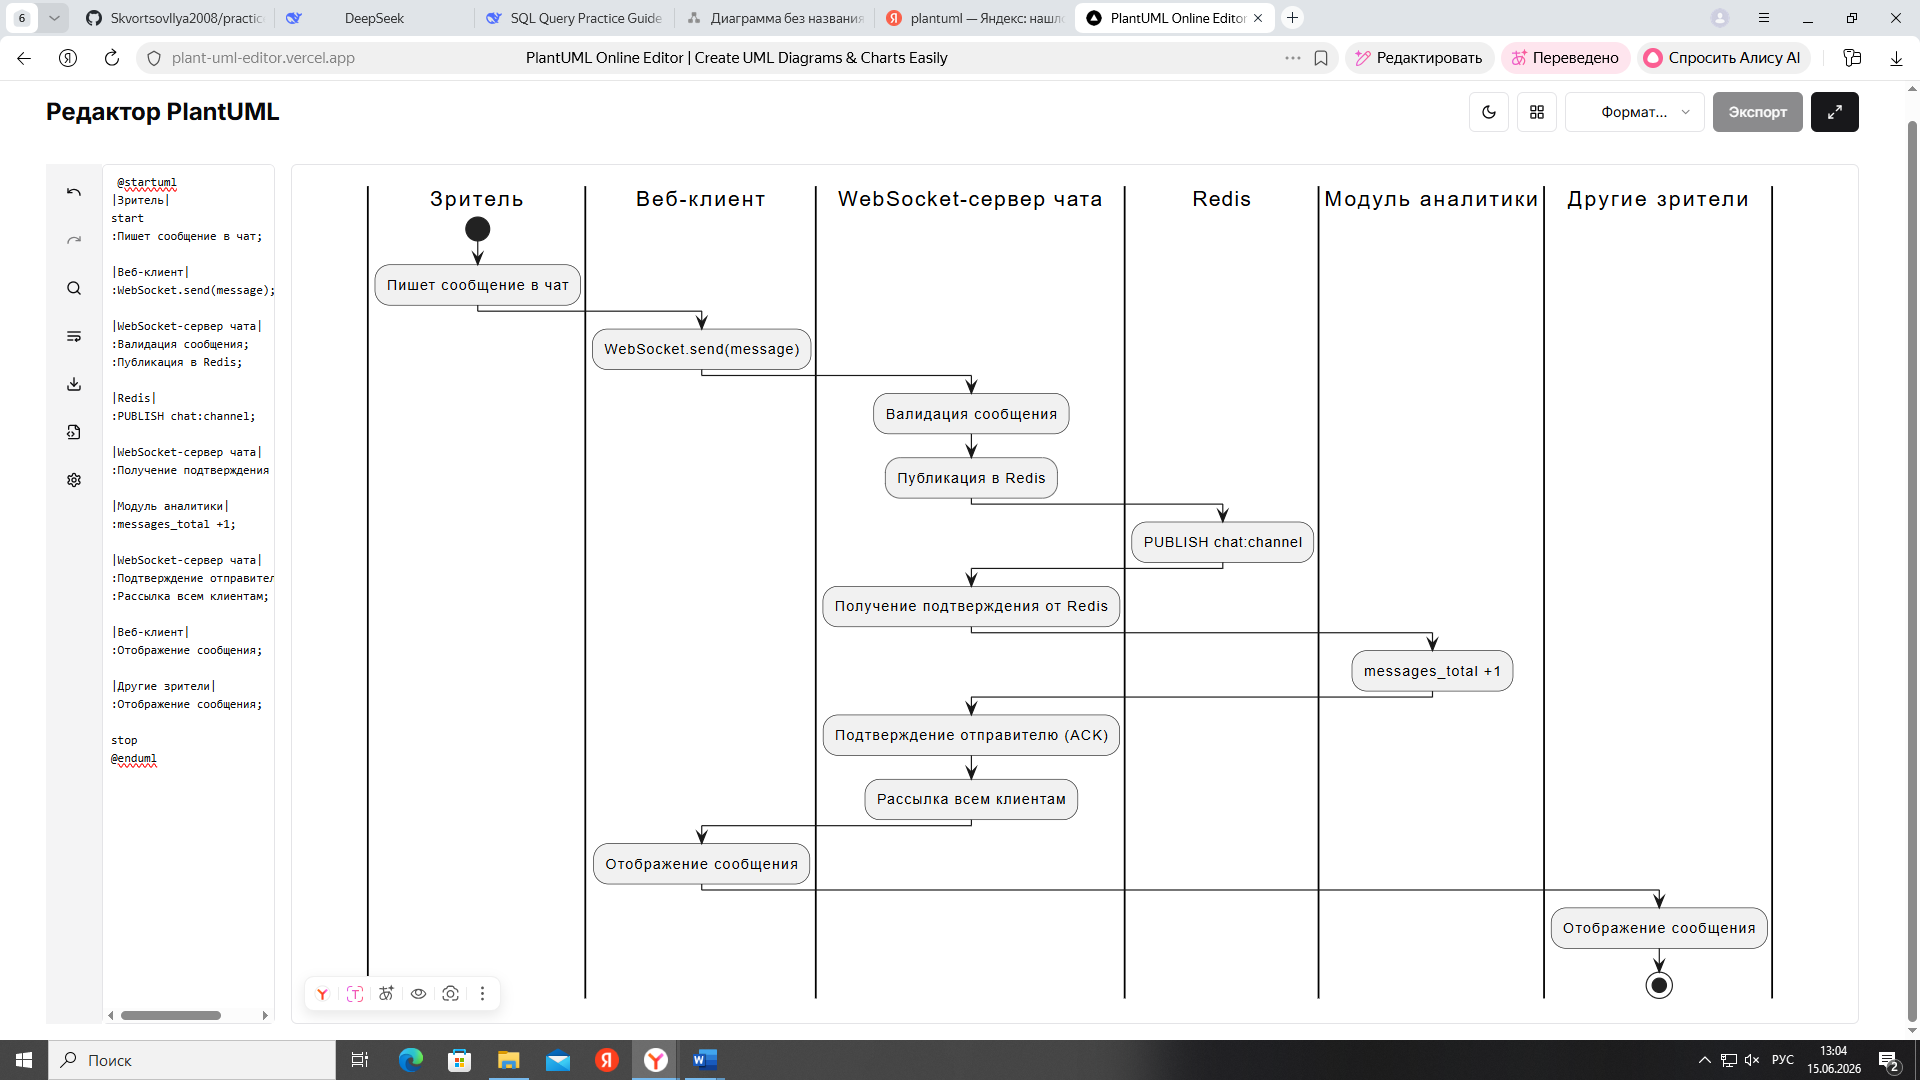 6
Skvortsovllya2008/practic
DeepSeek
SQL Query Practice Guide
Диаграмма без названия
plantuml — Яндекс: нашло
PlantUML Online Editor
plant-uml-editor.vercel.app
PlantUML Online Editor | Create UML Diagrams & Charts Easily
Редактировать
Переведено
Спросить Алису AI
Редактор PlantUML
Формат...
Экспорт
@startuml
|Зритель|
start
:Пишет сообщение в чат;
|Веб-клиент|
:WebSocket.send(message);
|WebSocket-сервер чата|
:Валидация сообщения;
:Публикация в Redis;
|Redis|
:PUBLISH chat:channel;
|WebSocket-сервер чата|
:Получение подтверждения
|Модуль аналитики|
:messages_total +1;
|WebSocket-сервер чата|
:Подтверждение отправител
:Рассылка всем клиентам;
|Веб-клиент|
:Отображение сообщения;
|Другие зрители|
:Отображение сообщения;
stop
@enduml
Зритель
Веб-клиент
WebSocket-сервер чата
Redis
Модуль аналитики
Другие зрители
Пишет сообщение в чат
WebSocket.send(message)
Валидация сообщения
Публикация в Redis
PUBLISH chat:channel
Получение подтверждения от Redis
messages_total +1
Подтверждение отправителю (ACK)
Рассылка всем клиентам
Отображение сообщения
Отображение сообщения
Поиск
РУС
13:04
15.06.2026
2